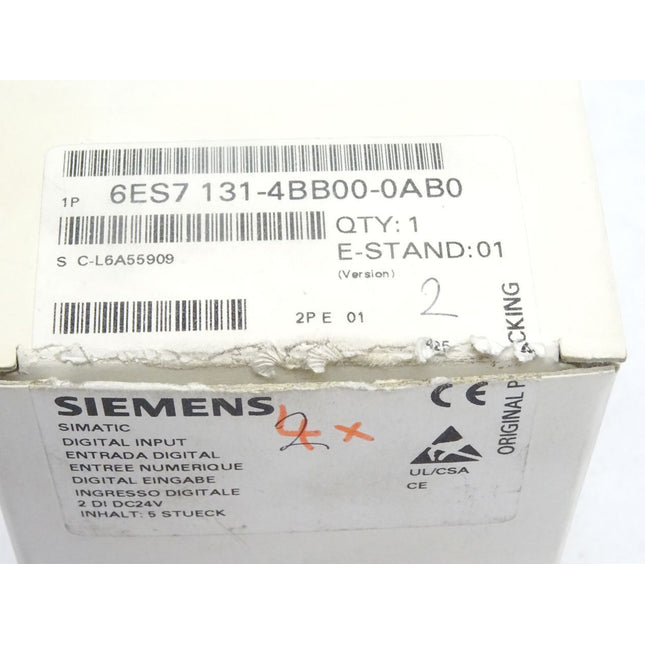 1P 6ES7 131-4BB00-0AB0
QTY: 1
S C-L6A55909
E-STAND:01
(Version)
2
2P E 01
ORIGINAL P CKING
SIEMENS
SIMATIC
DIGITAL INPUT
ENTRADA DIGITAL
ENTREE NUMERIQUE
DIGITAL EINGABE
INGRESSO DIGITALE
2 DI DC24V
INHALT: 5 STUECK
2
4x
CE
UL/CSA
CE